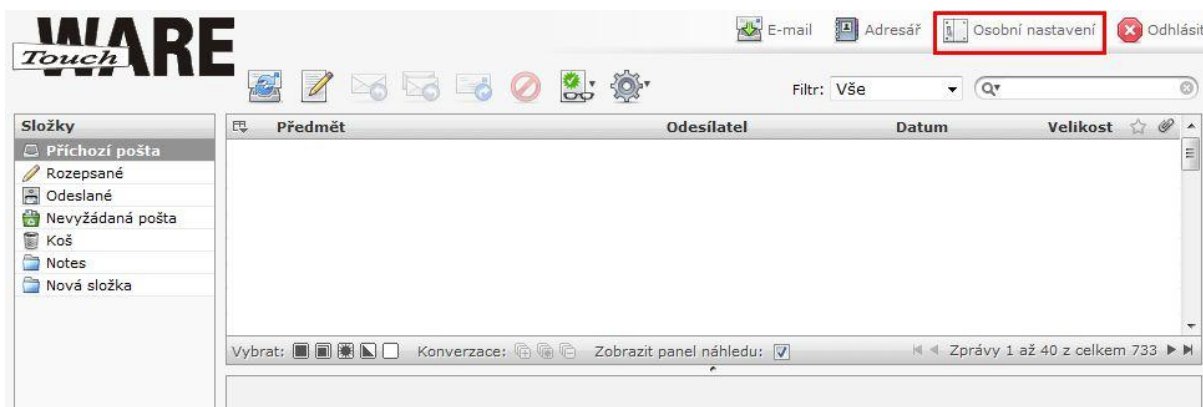 WARE
Touch
E-mail Adresář Osobní nastavení Odhlásit
Filtr: Vše
Složky
Příchozí pošta
Rozepsané
Odeslané
Nevyžádaná pošta
Koš
Notes
Nová složka
Předmět Odesílatel Datum Velikost
Vybrat: Konverzace: Zobrazit panel náhledu: Zprávy 1 až 40 z celkem 733